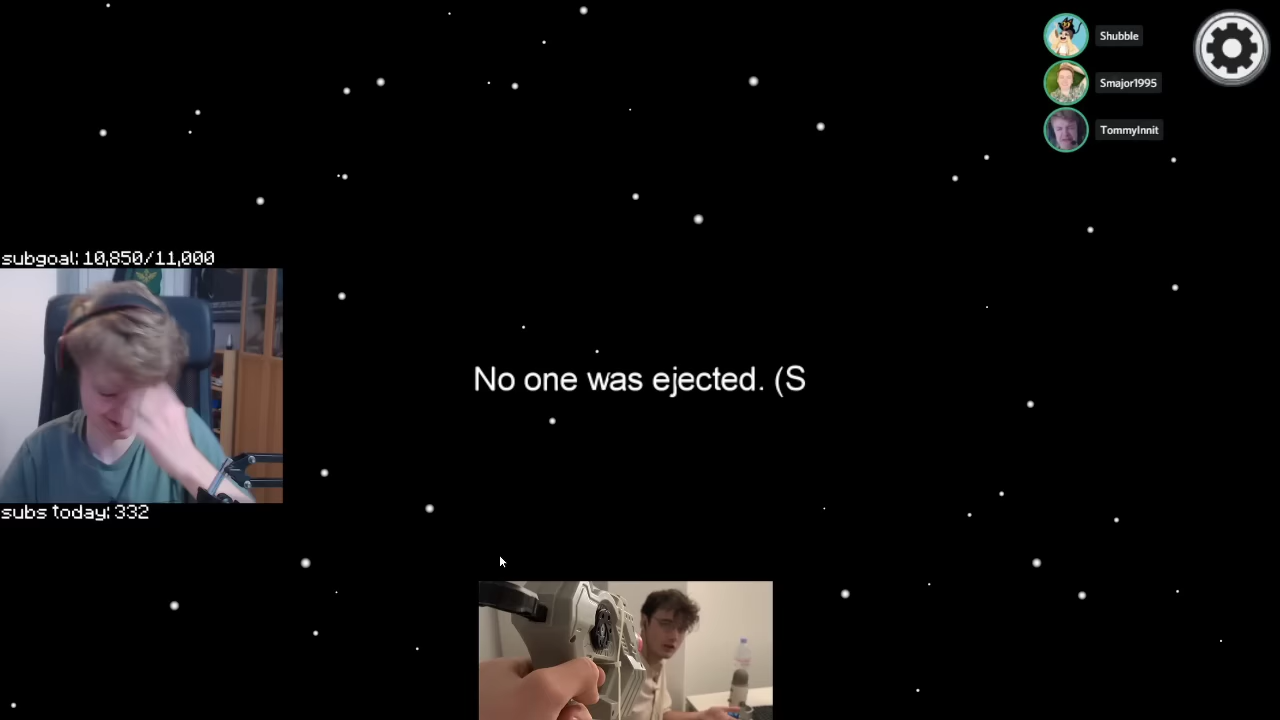 Shubble
Smajor1995
TommyInnit
subgoal: 10,850/11,000
No one was ejected. (S
subs today: 332